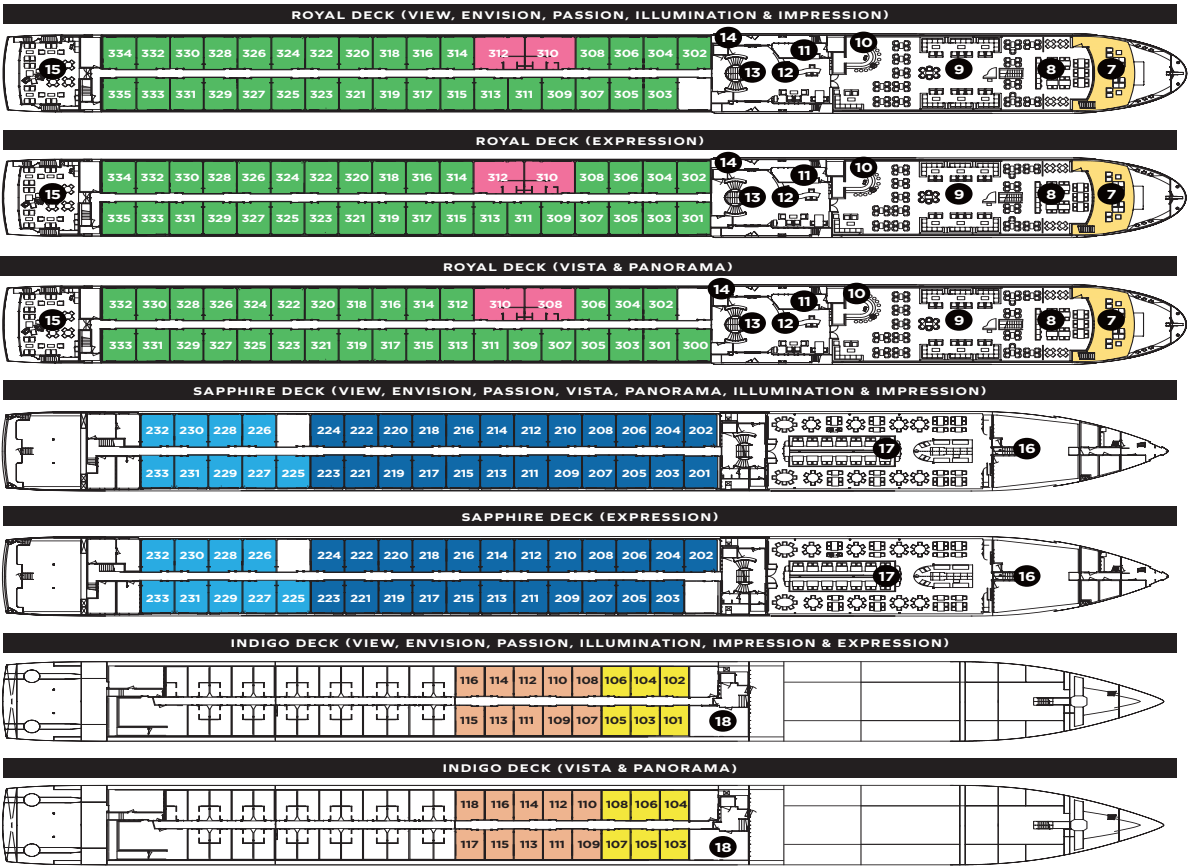 ROYAL DECK (VIEW, ENVISION, PASSION, ILLUMINATION & IMPRESSION)
14 10
334 332 330 328 326 324 322 320 318 316 314 312 310 308 306 304 302 11
15 13 12 9 8 7
335 333 331 329 327 325 323 321 319 317 315 313 311 309 307 305 303
ROYAL DECK (EXPRESSION)
14 10
334 332 330 328 326 324 322 320 318 316 314 312 310 308 306 304 302 11
15 13 12 9 8 7
335 333 331 329 327 325 323 321 319 317 315 313 311 309 307 305 303 301
ROYAL DECK (VISTA & PANORAMA)
14 10
332 330 328 326 324 322 320 318 316 314 312 310 308 306 304 302 11
15 13 12 9 8 7
333 331 329 327 325 323 321 319 317 315 313 311 309 307 305 303 301 300
SAPPHIRE DECK (VIEW, ENVISION, PASSION, VISTA, PANORAMA, ILLUMINATION & IMPRESSION)
232 230 228 226 224 222 220 218 216 214 212 210 208 206 204 202
17 16
233 231 229 227 225 223 221 219 217 215 213 211 209 207 205 203 201
SAPPHIRE DECK (EXPRESSION)
232 230 228 226 224 222 220 218 216 214 212 210 208 206 204 202
17 16
233 231 229 227 225 223 221 219 217 215 213 211 209 207 205 203
INDIGO DECK (VIEW, ENVISION, PASSION, ILLUMINATION, IMPRESSION & EXPRESSION)
116 114 112 110 108 106 104 102
115 113 111 109 107 105 103 101 18
INDIGO DECK (VISTA & PANORAMA)
118 116 114 112 110 108 106 104
117 115 113 111 109 107 105 103 18